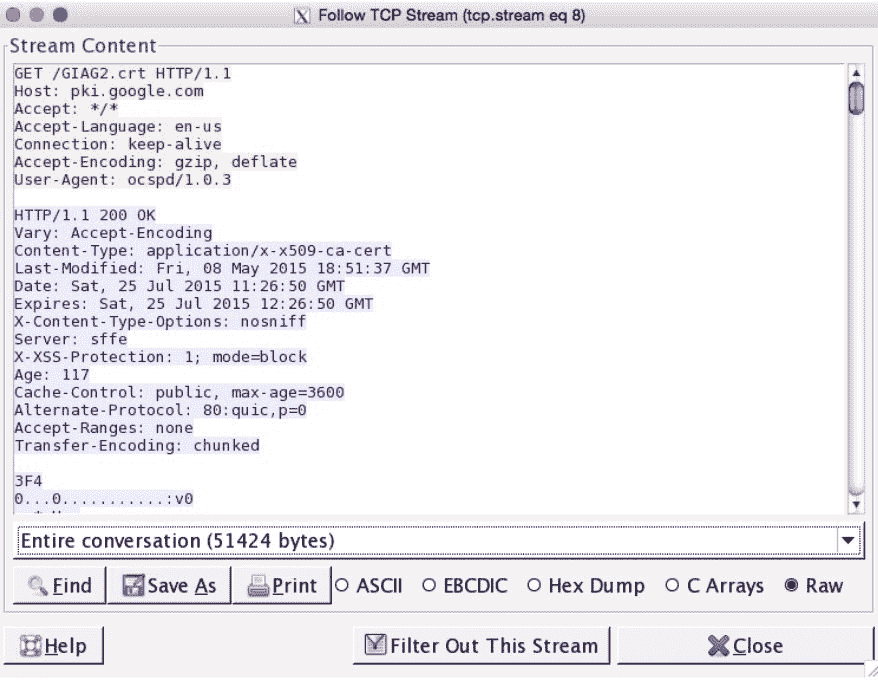 Follow TCP Stream (tcp.stream eq 8)
Stream Content
GET /GIAG2.crt HTTP/1.1
Host: pki.google.com
Accept: */*
Accept-Language: en-us
Connection: keep-alive
Accept-Encoding: gzip, deflate
User-Agent: ocspd/1.0.3
HTTP/1.1 200 OK
Vary: Accept-Encoding
Content-Type: application/x-x509-ca-cert
Last-Modified: Fri, 08 May 2015 18:51:37 GMT
Date: Sat, 25 Jul 2015 11:26:50 GMT
Expires: Sat, 25 Jul 2015 12:26:50 GMT
X-Content-Type-Options: nosniff
Server: sffe
X-XSS-Protection: 1; mode=block
Age: 117
Cache-Control: public, max-age=3600
Alternate-Protocol: 80:quic,p=0
Accept-Ranges: none
Transfer-Encoding: chunked
3F4
0...0...........:v0
Entire conversation (51424 bytes)
Find Save As Print ASCII EBCDIC Hex Dump C Arrays Raw
Help Filter Out This Stream Close